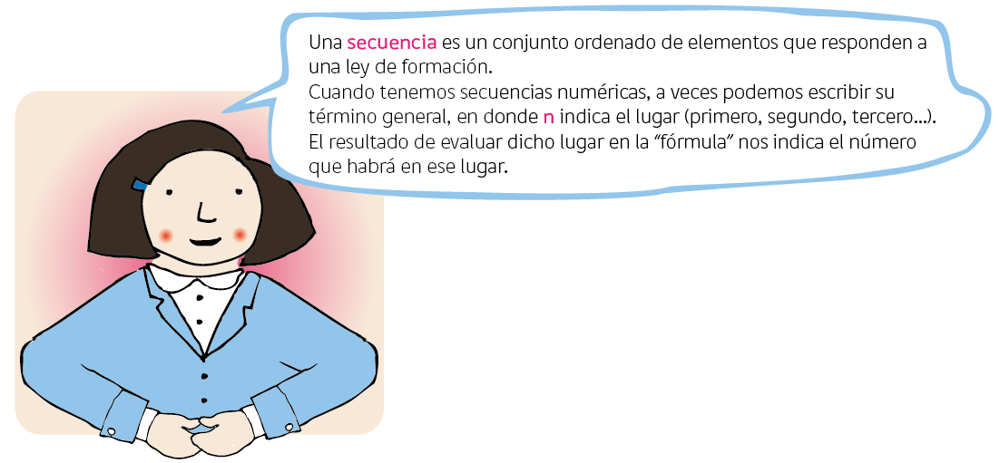 Una secuencia es un conjunto ordenado de elementos que responden a
una ley de formación.
Cuando tenemos secuencias numéricas, a veces podemos escribir su
término general, en donde n indica el lugar (primero, segundo, tercero...).
El resultado de evaluar dicho lugar en la “fórmula” nos indica el número
que habrá en ese lugar.